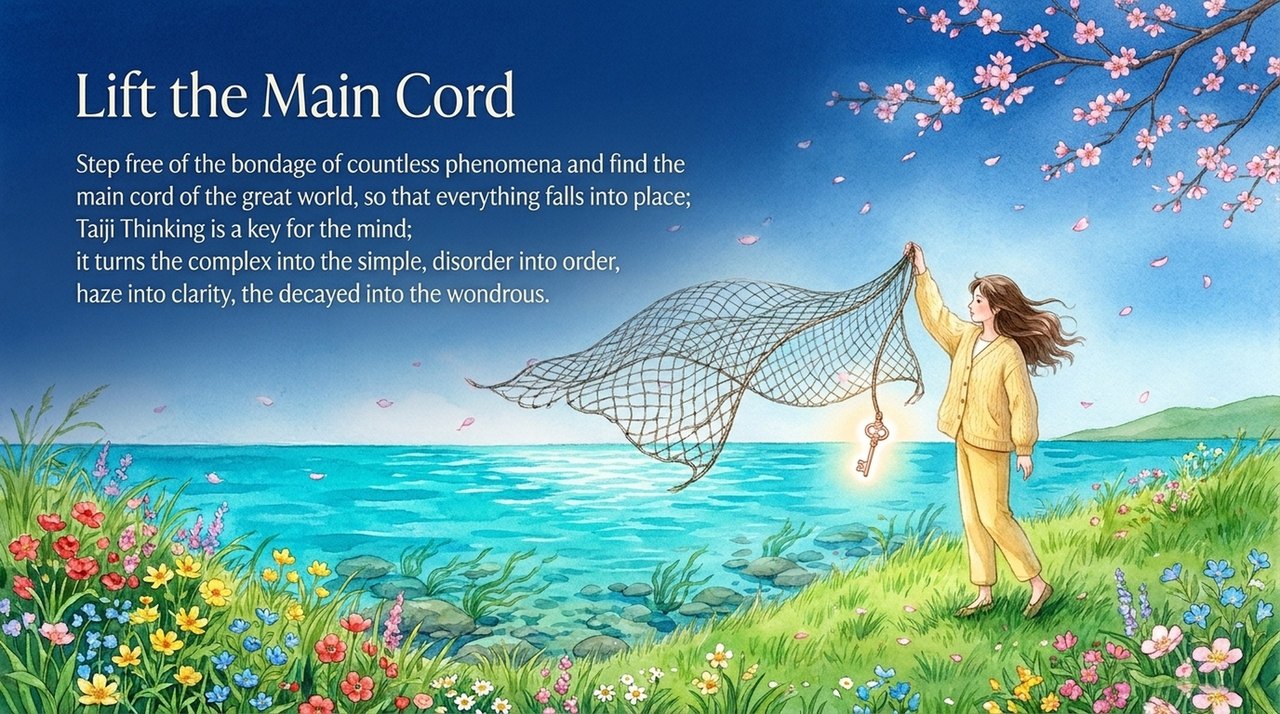 Lift the Main Cord
Step free of the bondage of countless phenomena and find the
main cord of the great world, so that everything falls into place;
Taiji Thinking is a key for the mind;
it turns the complex into the simple, disorder into order,
haze into clarity, the decayed into the wondrous.